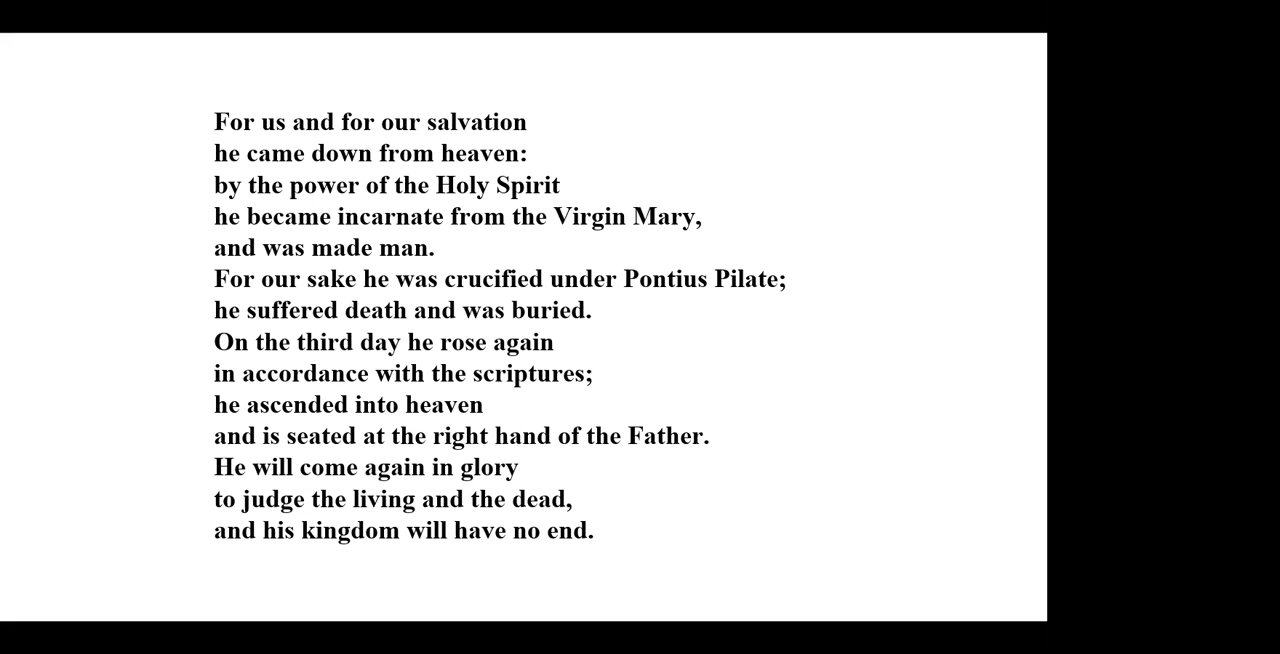 For us and for our salvation
he came down from heaven:
by the power of the Holy Spirit
he became incarnate from the Virgin Mary,
and was made man.
For our sake he was crucified under Pontius Pilate;
he suffered death and was buried.
On the third day he rose again
in accordance with the scriptures;
he ascended into heaven
and is seated at the right hand of the Father.
He will come again in glory
to judge the living and the dead,
and his kingdom will have no end.